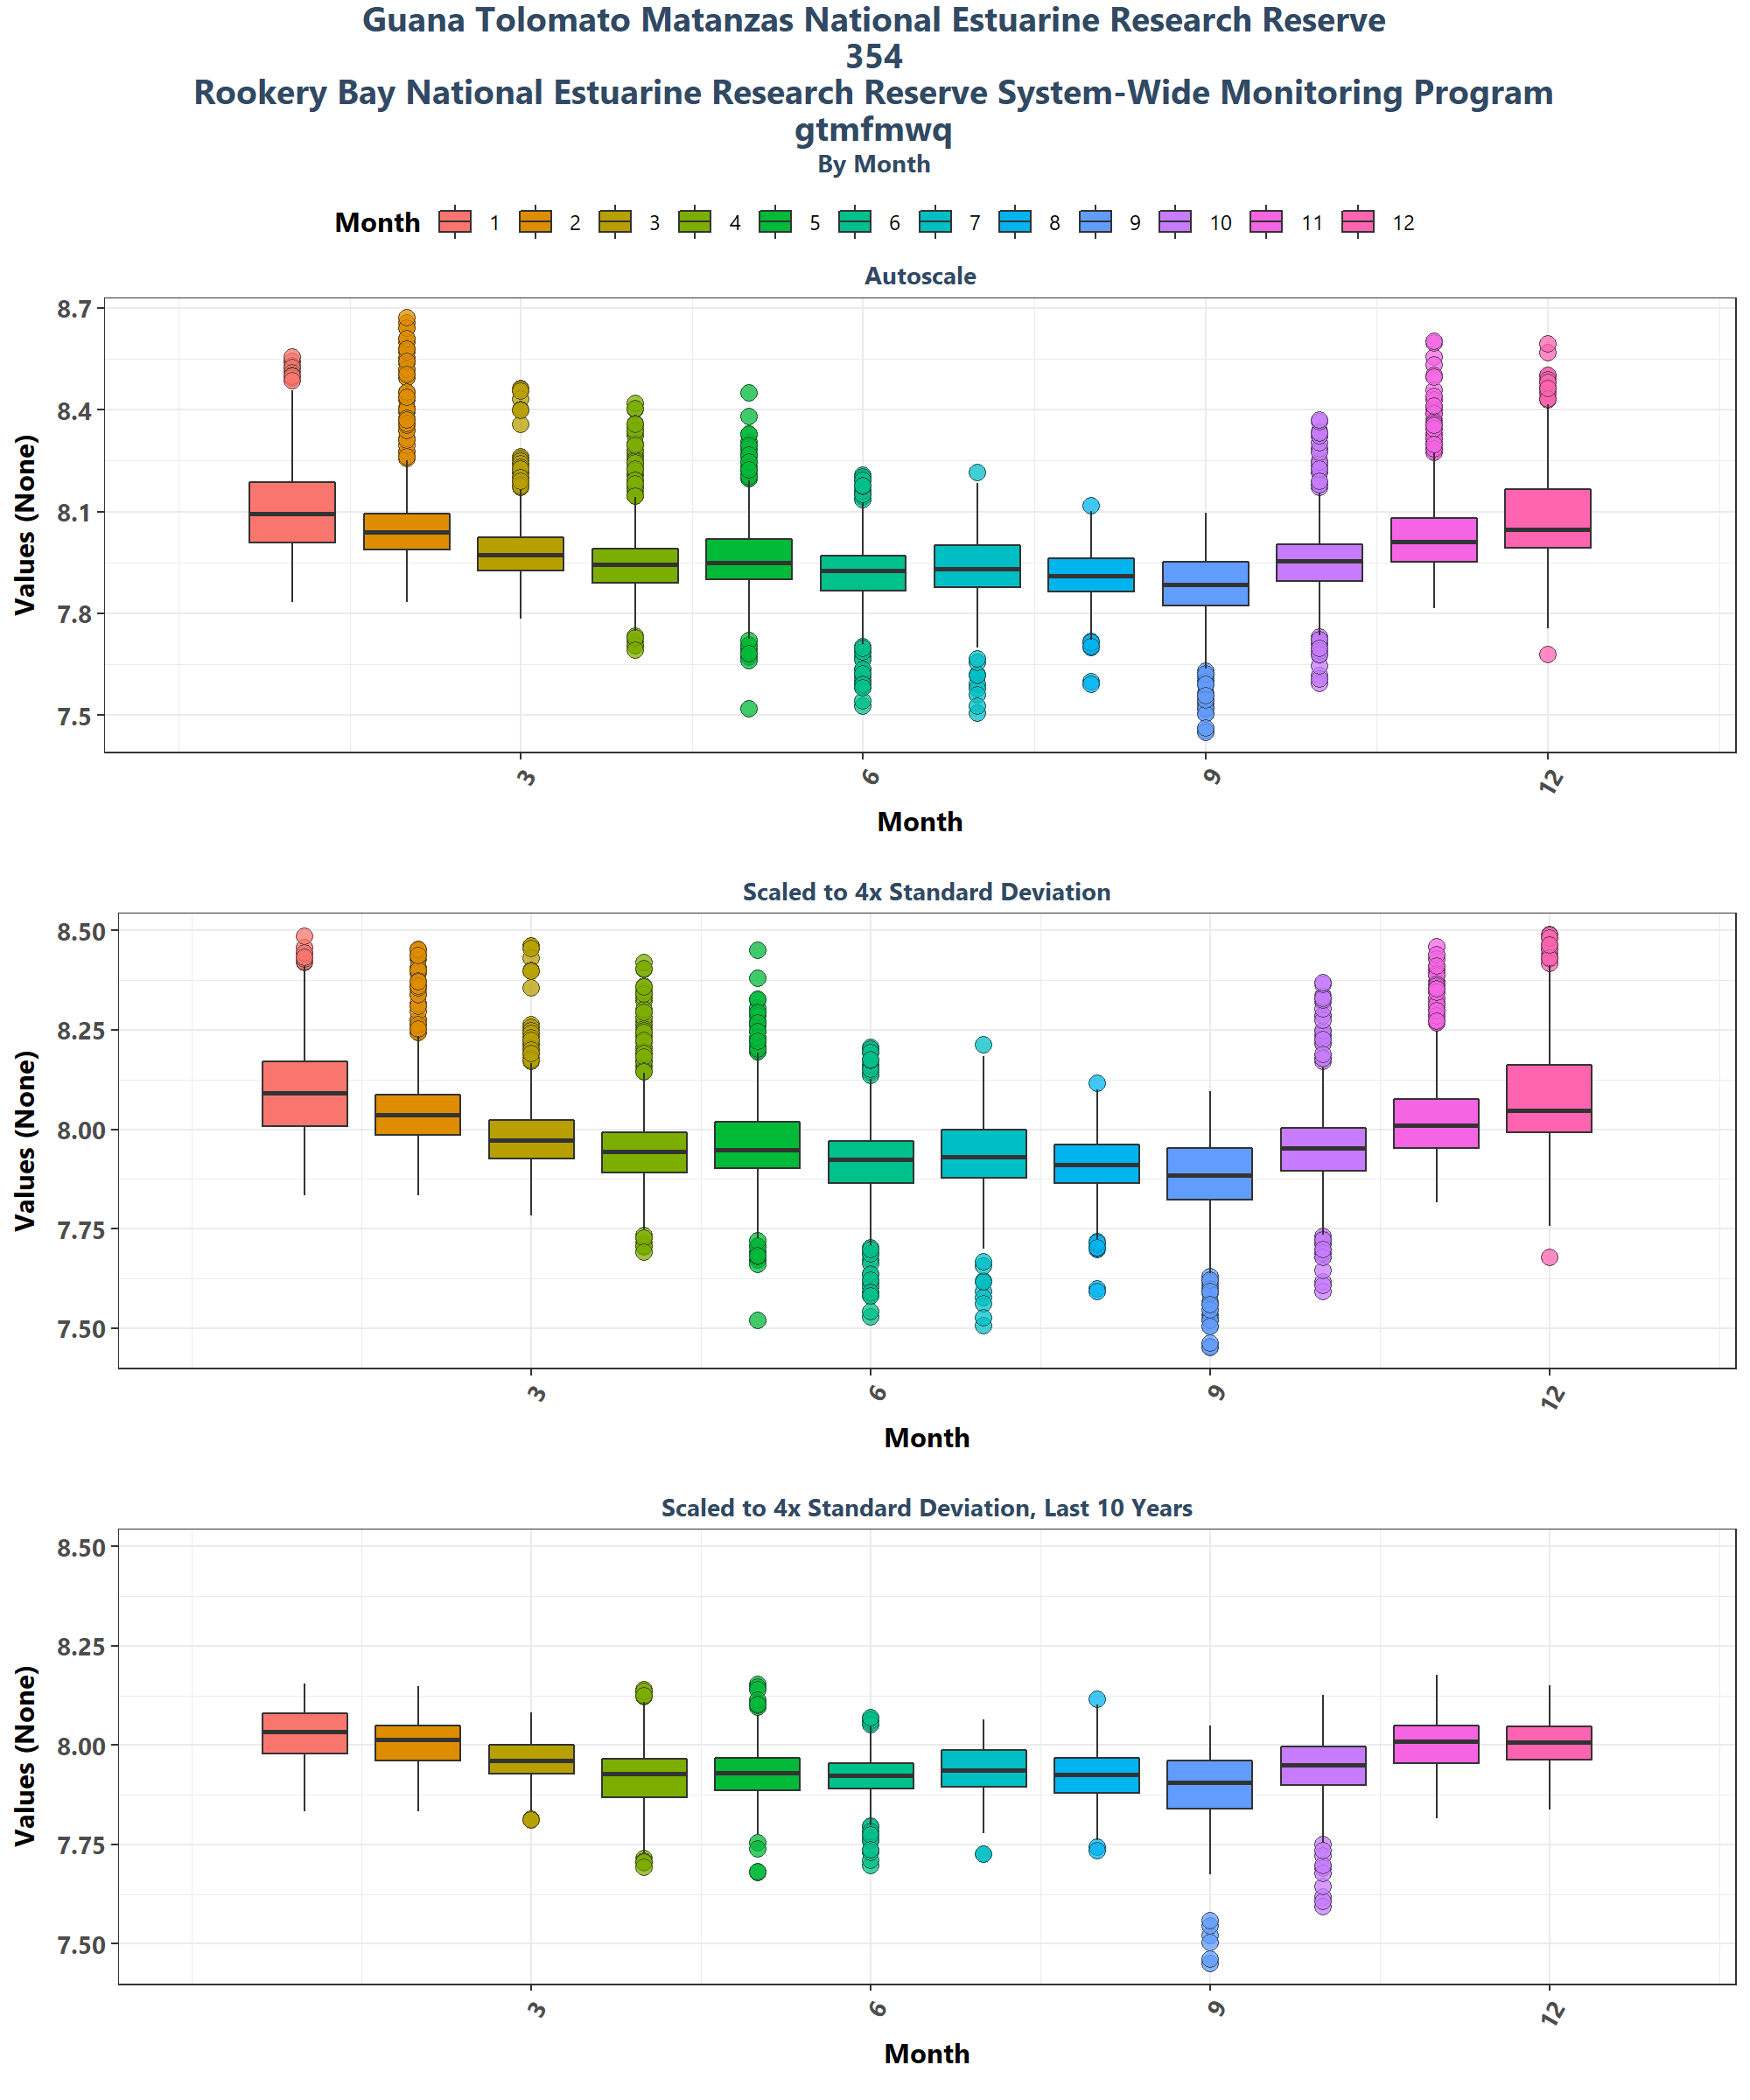 Guana Tolomato Matanzas National Estuarine Research Reserve
354
Rookery Bay National Estuarine Research Reserve System-Wide Monitoring Program
gtmfmwq
By Month
Month 1 2 3 4 5 6 7 8 9 10 11 12
Autoscale
Values (None)
8.7
8.4
8.1
7.8
7.5
3 6 9 12
Month
Scaled to 4x Standard Deviation
Values (None)
8.50
8.25
8.00
7.75
7.50
3 6 9 12
Month
Scaled to 4x Standard Deviation, Last 10 Years
Values (None)
8.50
8.25
8.00
7.75
7.50
3 6 9 12
Month